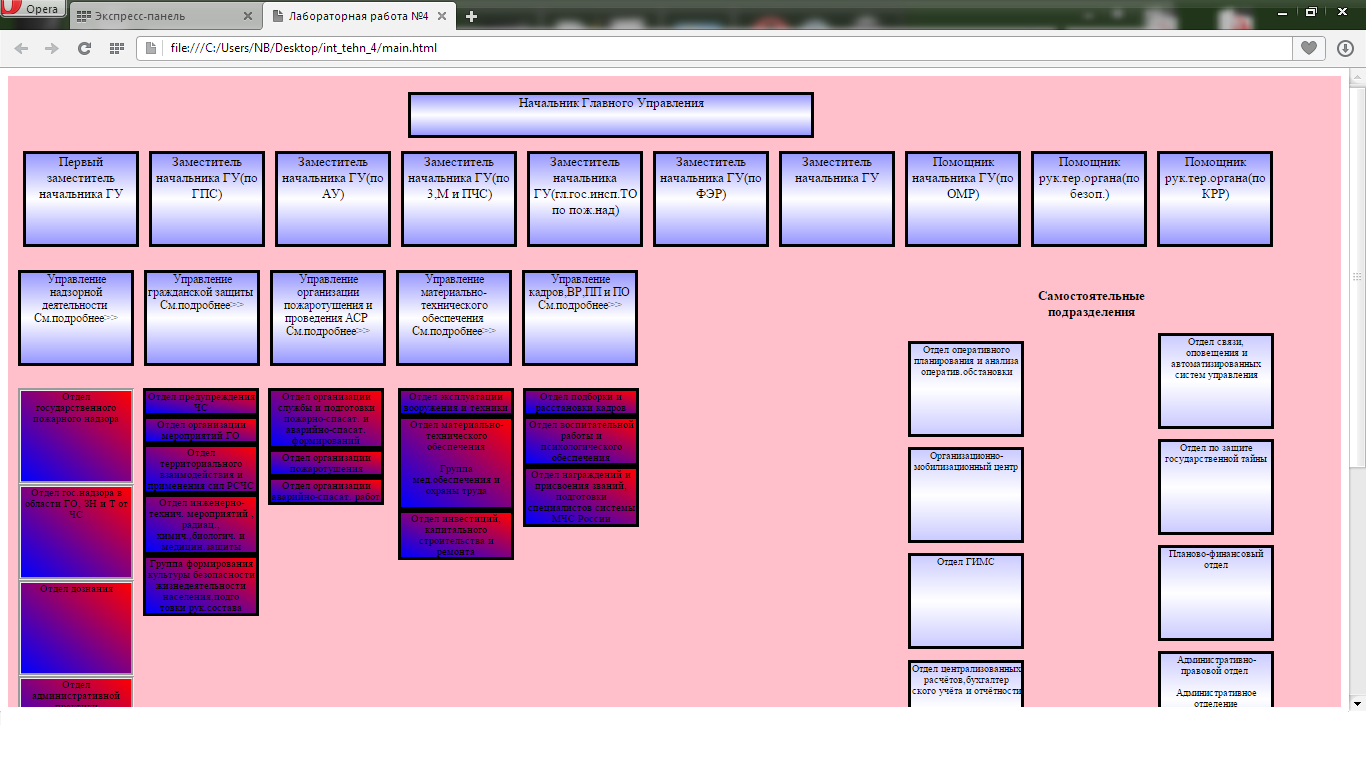 Opera
Экспресс-панель
Лабораторная работа №4
file:///C:/Users/NB/Desktop/int_tehn_4/main.html
Начальник Главного Управления
Первый
заместитель
начальника ГУ
Заместитель
начальника ГУ(по
ГПС)
Заместитель
начальника ГУ(по
АУ)
Заместитель
начальника ГУ(по
З,М и ПЧС)
Заместитель
начальника
ГУ(гл.гос.инсп.ТО
по пож.над)
Заместитель
начальника ГУ(по
ФЭР)
Заместитель
начальника ГУ
Помощник
начальника ГУ(по
ОМР)
Помощник
рук.тер.органа(по
безоп.)
Помощник
рук.тер.органа(по
КРР)
Управление
надзорной
деятельности
См.подробнее>>
Управление
гражданской защиты
См.подробнее>>
Управление
организации
пожаротушения и
проведения АСР
См.подробнее>>
Управление
материально-
технического
обеспечения
См.подробнее>>
Управление
кадров,ВР,ПП и ПО
См.подробнее>>
Самостоятельные
подразделения
Отдел
государственного
пожарного надзора
Отдел гос.надзора в
области ГО, ЗН и Т от
ЧС
Отдел дознания
Отдел
административной
Отдел предупреждения
ЧС
Отдел организации
мероприятий ГО
Отдел
территориального
взаимодействия и
применения сил РСЧС
Отдел инженерно-
технич. мероприятий ,
радиац.,
химич.,биологич. и
медицин.защиты
Группа формирования
культуры безопасности
жизнедеятельности
населения,подго
товки рук.состава
Отдел организации
службы и подготовки
пожарно-спасат. и
аварийно-спасат.
формирований
Отдел организации
пожаротушения
Отдел организации
аварийно-спасат. работ
Отдел эксплуатации
вооружения и техники
Отдел материально-
технического
обеспечения
Группа
мед.обеспечения и
охраны труда
Отдел инвестиций,
капитального
строительства и
ремонта
Отдел подборки и
расстановки кадров
Отдел воспитательной
работы и
психологического
обеспечения
Отдел награждений и
присвоения званий,
подготовки
специалистов системы
МЧС России
Отдел оперативного
планирования и анализа
оператив.обстановки
Организационно-
мобилизационный центр
Отдел ГИМС
Отдел централизованных
расчётов,бухгалтер
ского учёта и отчётности
Отдел связи,
оповещения и
автоматизированных
систем управления
Отдел по защите
государственной тайны
Планово-финансовый
отдел
Административно-
правовой отдел
Административное
отделение